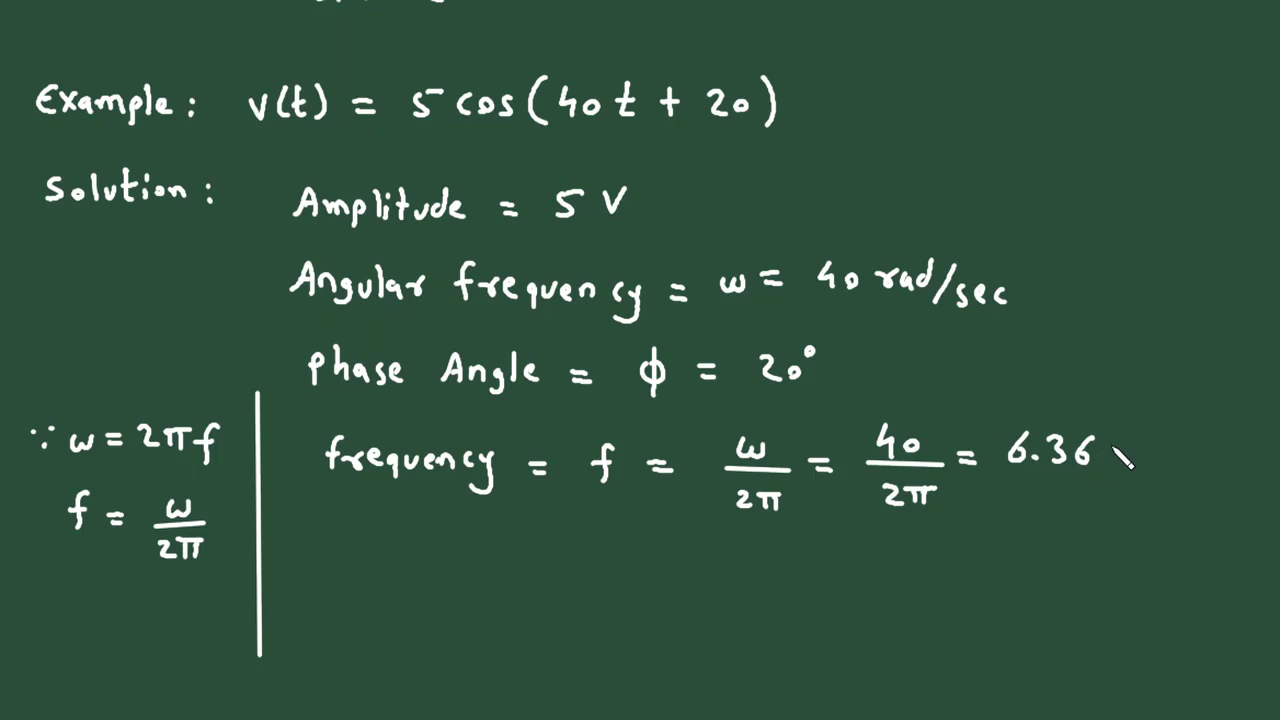 Example: v(t) = 5 cos(40t + 20)
Solution:
Amplitude = 5 V
Angular frequency = ω = 40 rad/sec
Phase Angle = ϕ = 20°
∵ ω = 2πf
f = ω/2π
frequency = f = ω/2π = 40/2π = 6.36